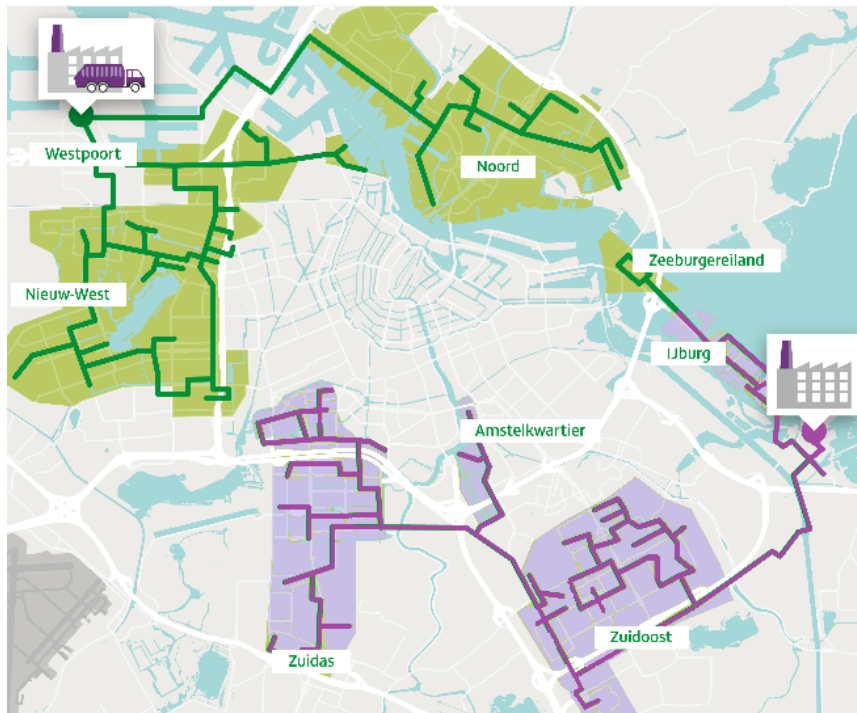 Westpoort
Noord
Zeeburgereiland
Nieuw-West
IJburg
Amstelkwartier
Zuidoost
Zuidas